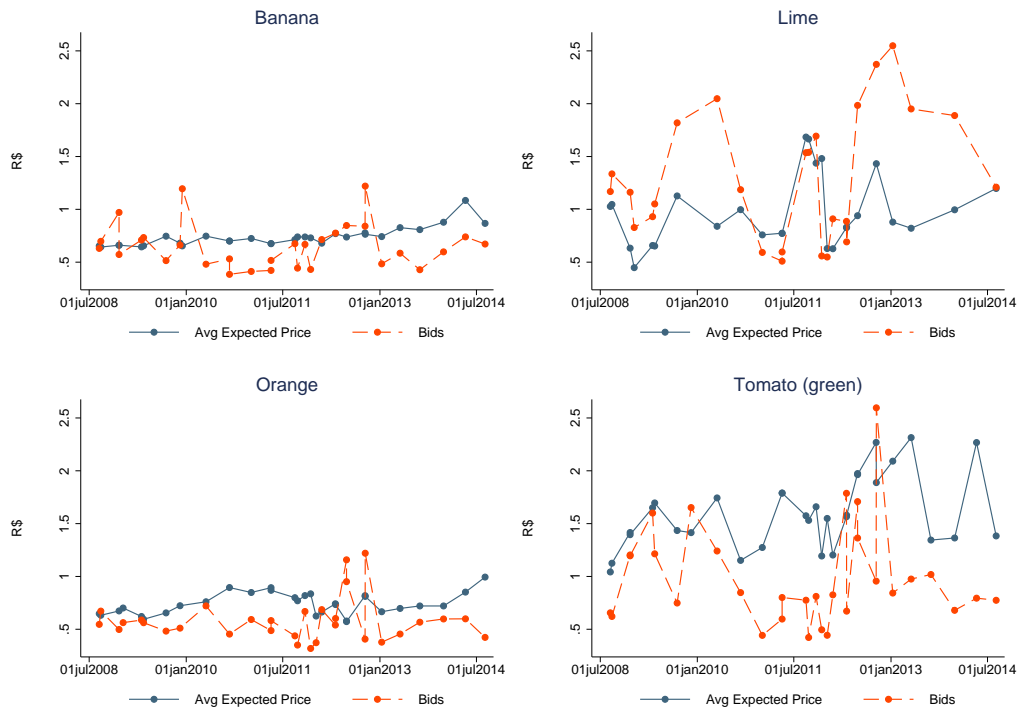 Banana
2.5
2
1.5
1
.5
R$
01jul2008 01jan2010 01jul2011 01jan2013 01jul2014
Avg Expected Price Bids
Lime
2.5
2
1.5
1
.5
R$
01jul2008 01jan2010 01jul2011 01jan2013 01jul2014
Avg Expected Price Bids
Orange
2.5
2
1.5
1
.5
R$
01jul2008 01jan2010 01jul2011 01jan2013 01jul2014
Avg Expected Price Bids
Tomato (green)
2.5
2
1.5
1
.5
R$
01jul2008 01jan2010 01jul2011 01jan2013 01jul2014
Avg Expected Price Bids